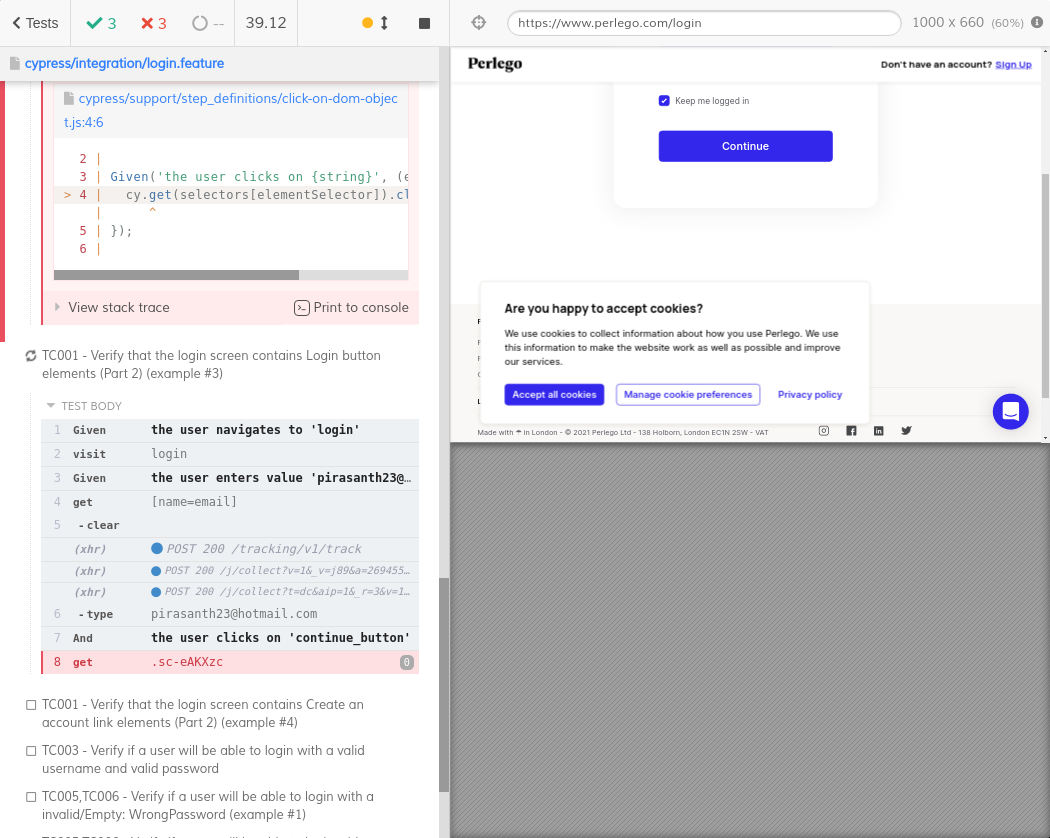 Tests
3
3
--
39.12
https://www.perlego.com/login
1000 x 660 (60%)
cypress/integration/login.feature
cypress/support/step_definitions/click-on-dom-objec
t.js:4:6
2 |
3 | Given('the user clicks on {string}', (e
> 4 | cy.get(selectors[elementSelector]).cl
| ^
5 | });
6 |
View stack trace
Print to console
TC001 - Verify that the login screen contains Login button
elements (Part 2) (example #3)
TEST BODY
1 Given the user navigates to 'login'
2 visit login
3 Given the user enters value 'pirasanth23@…
4 get [name=email]
5 -clear
(xhr) POST 200 /tracking/v1/track
(xhr) POST 200 /j/collect?v=1&_v=j89&a=269455…
(xhr) POST 200 /j/collect?t=dc&aip=1&_r=3&v=1…
6 -type pirasanth23@hotmail.com
7 And the user clicks on 'continue_button'
8 get .sc-eAKXzc 0
TC001 - Verify that the login screen contains Create an
account link elements (Part 2) (example #4)
TC003 - Verify if a user will be able to login with a valid
username and valid password
TC005,TC006 - Verify if a user will be able to login with a
invalid/Empty: WrongPassword (example #1)
Perlego
Don't have an account? Sign Up
Keep me logged in
Continue
Are you happy to accept cookies?
We use cookies to collect information about how you use Perlego. We use
this information to make the website work as well as possible and improve
our services.
Accept all cookies
Manage cookie preferences
Privacy policy
Made with ☂ in London - © 2021 Perlego Ltd - 138 Holborn, London EC1N 2SW - VAT